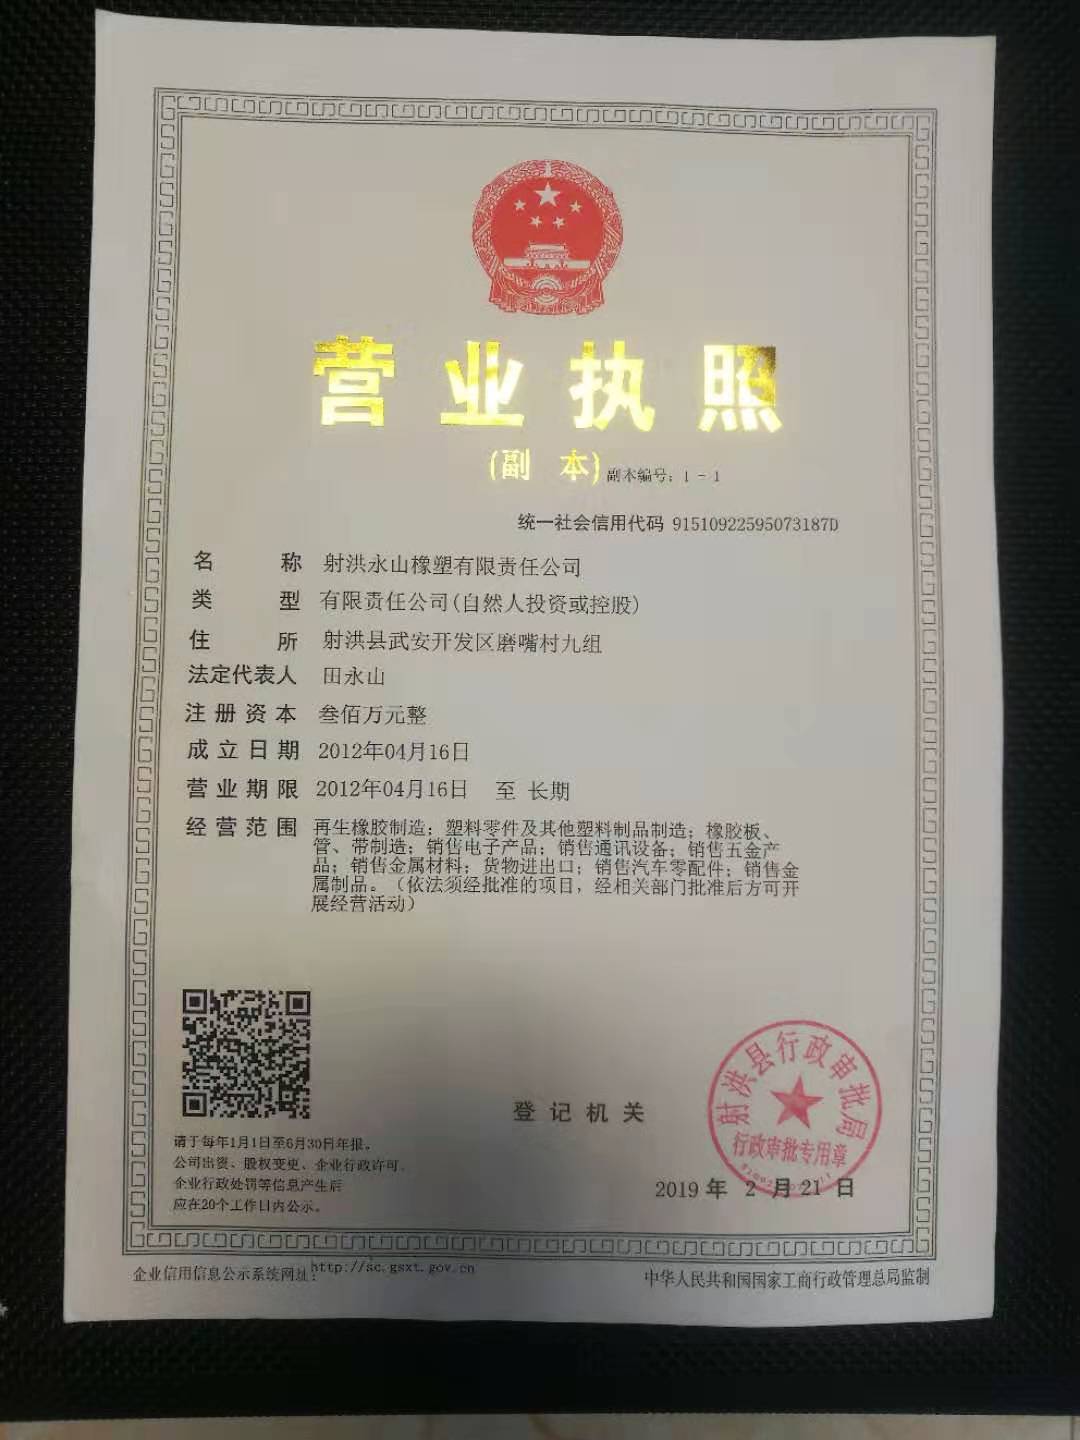 营业执照
(副 本) 副本编号：1 - 1
统一社会信用代码 91510922595073187D
名 称 射洪永山橡塑有限责任公司
类 型 有限责任公司(自然人投资或控股)
住 所 射洪县武安开发区磨嘴村九组
法定代表人 田永山
注册资本 叁佰万元整
成立日期 2012年04月16日
营业期限 2012年04月16日 至 长期
经营范围 再生橡胶制造；塑料零件及其他塑料制品制造；橡胶板、
管、带制造；销售电子产品；销售通讯设备；销售五金产
品；销售金属材料；货物进出口；销售汽车零配件；销售金
属制品。（依法须经批准的项目，经相关部门批准后方可开
展经营活动）
射洪县行政审批局
行政审批专用章
登记机关
2019 年 2 月 21 日
请于每年1月1日至6月30日年报。
公司出资、股权变更、企业行政许可、
企业行政处罚等信息产生后
应在20个工作日内公示。
企业信用信息公示系统网址：http://sc.gsxt.gov.cn
中华人民共和国国家工商行政管理总局监制